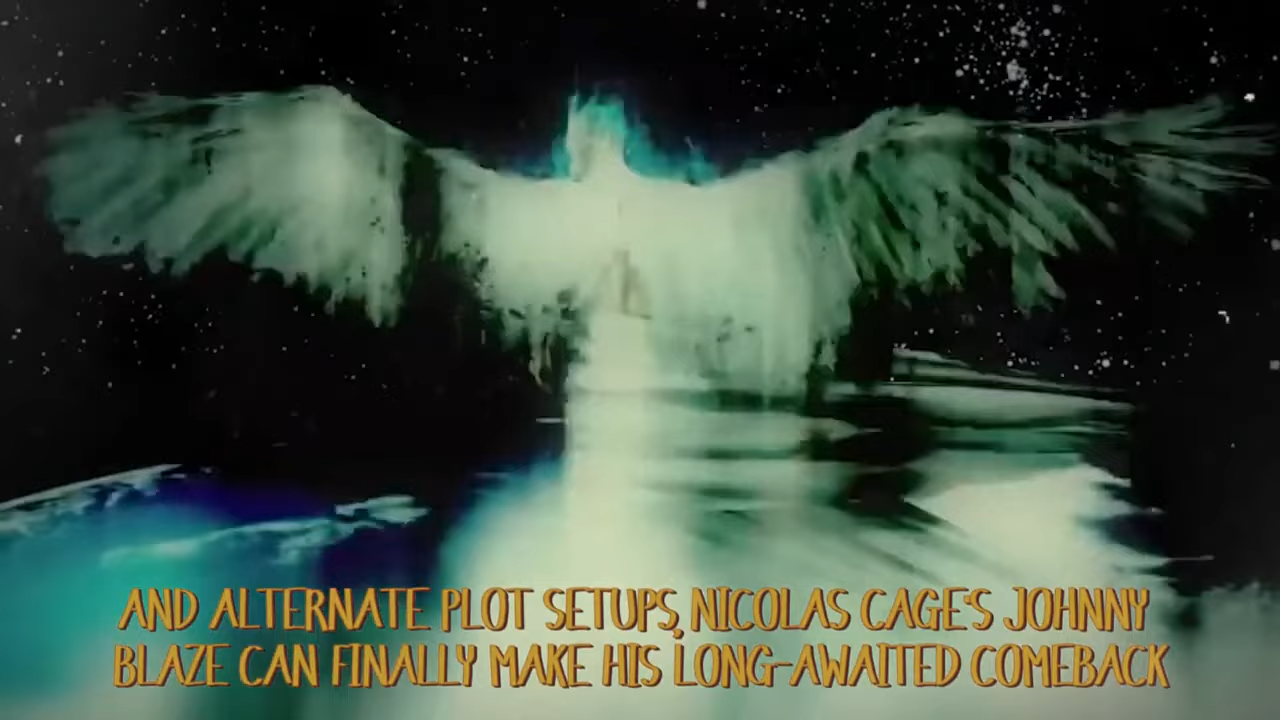 AND ALTERNATE PLOT SETUPS, NICOLAS CAGE'S JOHNNY
BLAZE CAN FINALLY MAKE HIS LONG-AWAITED COMEBACK